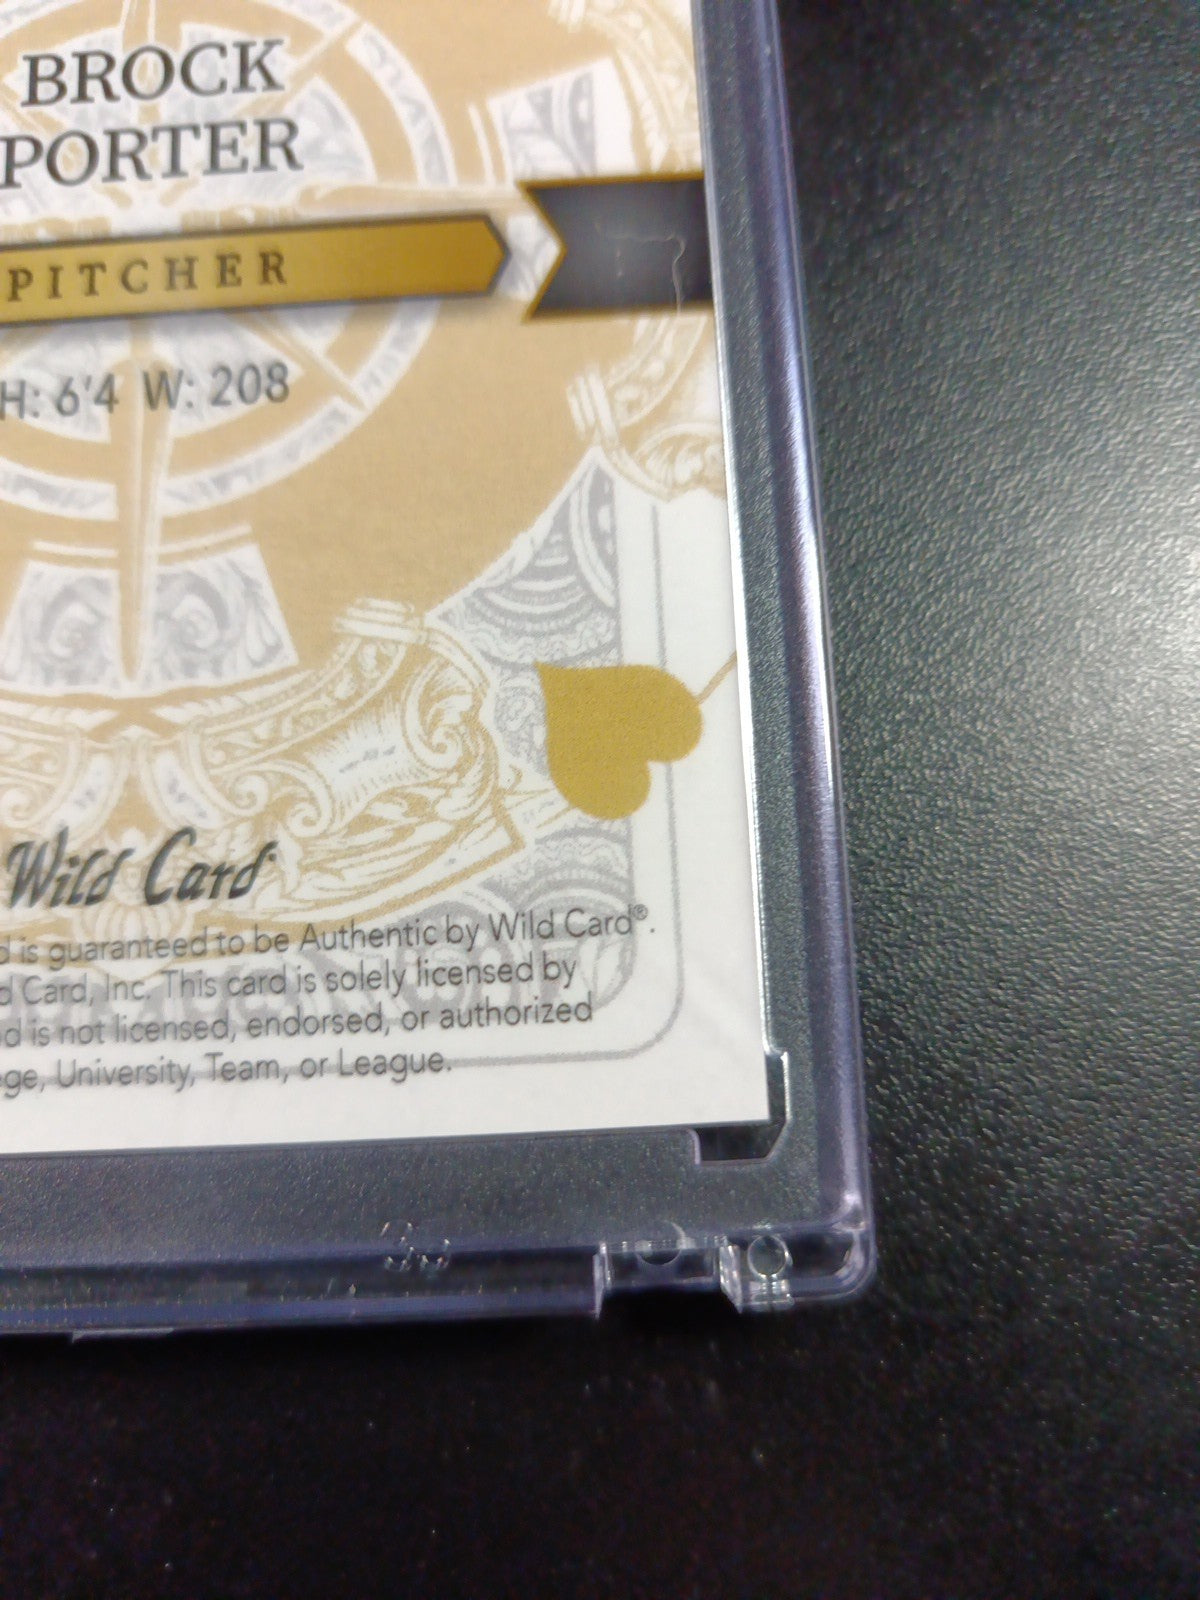 BROCK
PORTER
PITCHER
H: 6'4 W: 208
Wild Card
is guaranteed to be Authentic by Wild Card®.
Card, Inc. This card is solely licensed by
is not licensed, endorsed, or authorized
University, Team, or League.